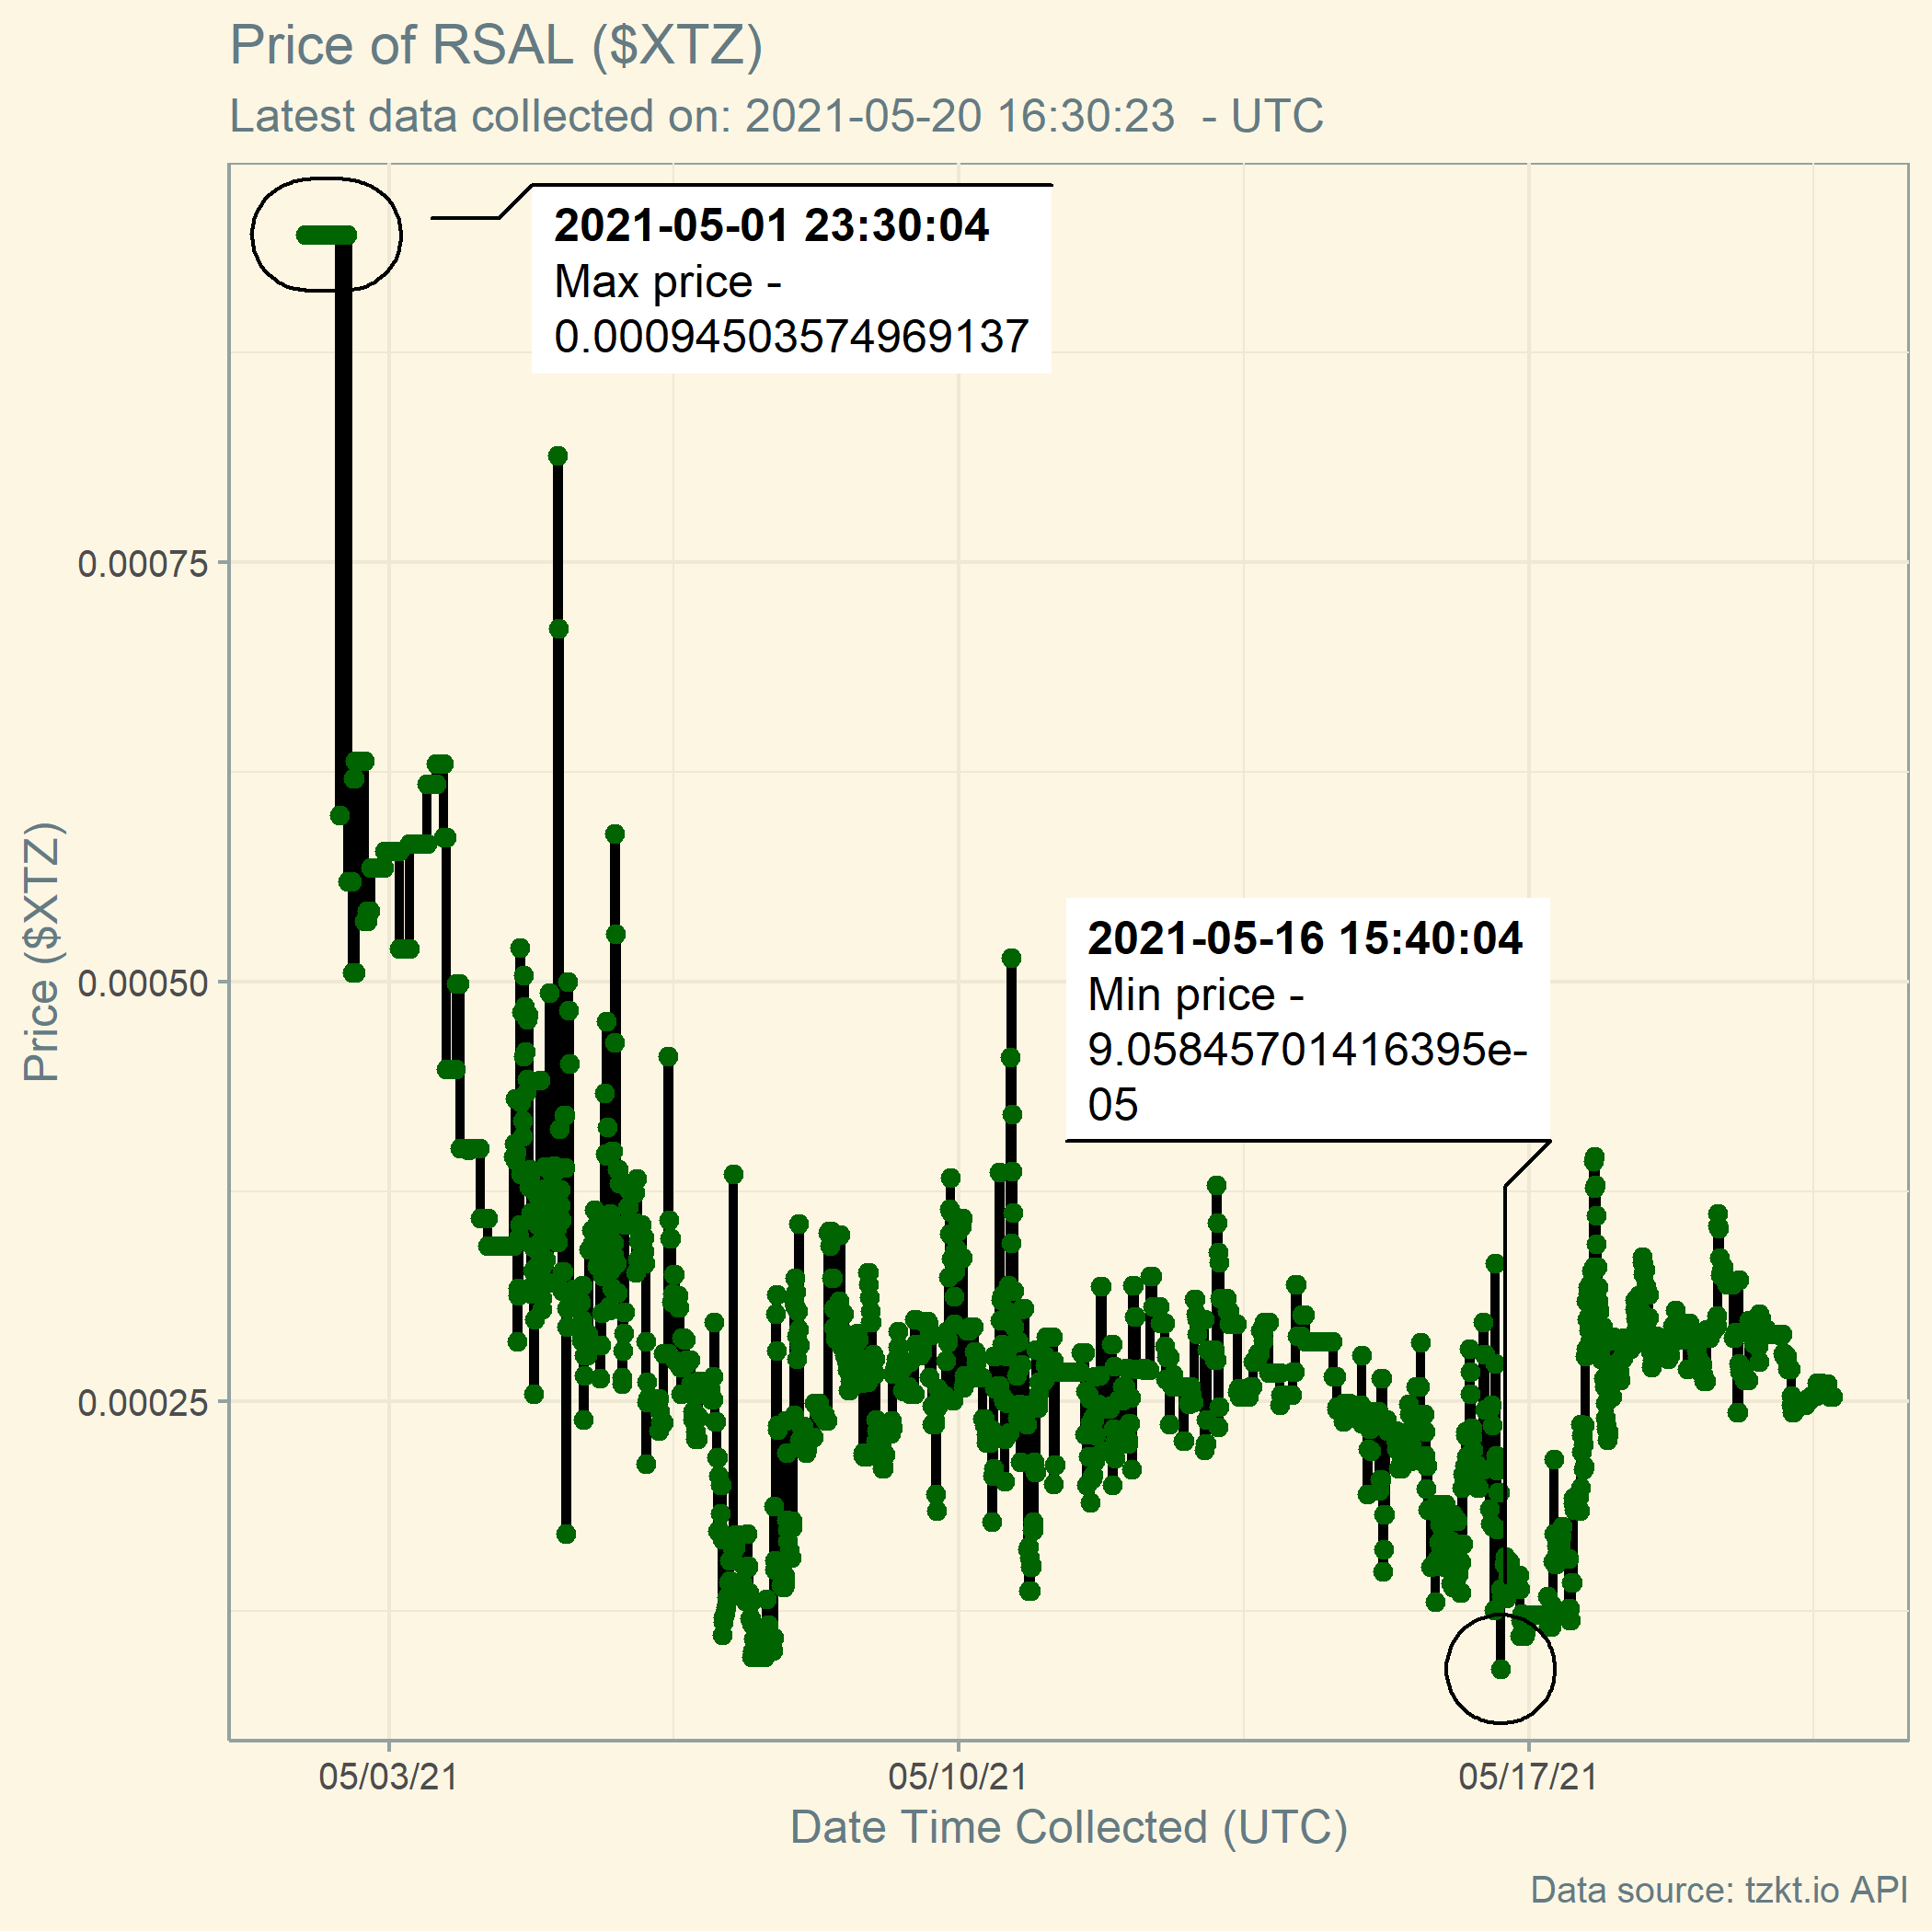 Price of RSAL ($XTZ)
Latest data collected on: 2021-05-20 16:30:23  - UTC
2021-05-01 23:30:04
Max price -
0.000945035749​69137
0.00075
2021-05-16 15:40:04
Min price -
9.05845701416395e-
05
0.00050
0.00025
Price ($XTZ)
05/03/21
05/10/21
05/17/21
Date Time Collected (UTC)
Data source: tzkt.io API